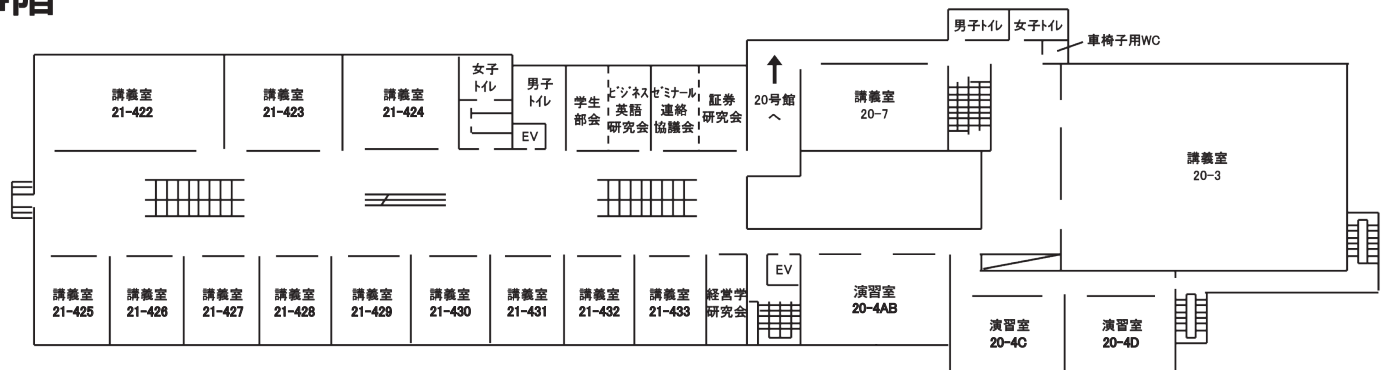 階
男子トイレ
女子トイレ
車椅子用WC
講義室
21-422
講義室
21-423
講義室
21-424
女子
トイレ
男子
トイレ
EV
学生
部会
ビジネス
英語
研究会
ゼミナール
連絡
協議会
証券
研究会
20号館
へ
講義室
20-7
講義室
20-3
講義室
21-425
講義室
21-426
講義室
21-427
講義室
21-428
講義室
21-429
講義室
21-430
講義室
21-431
講義室
21-432
講義室
21-433
経営学
研究会
EV
演習室
20-4AB
演習室
20-4C
演習室
20-4D